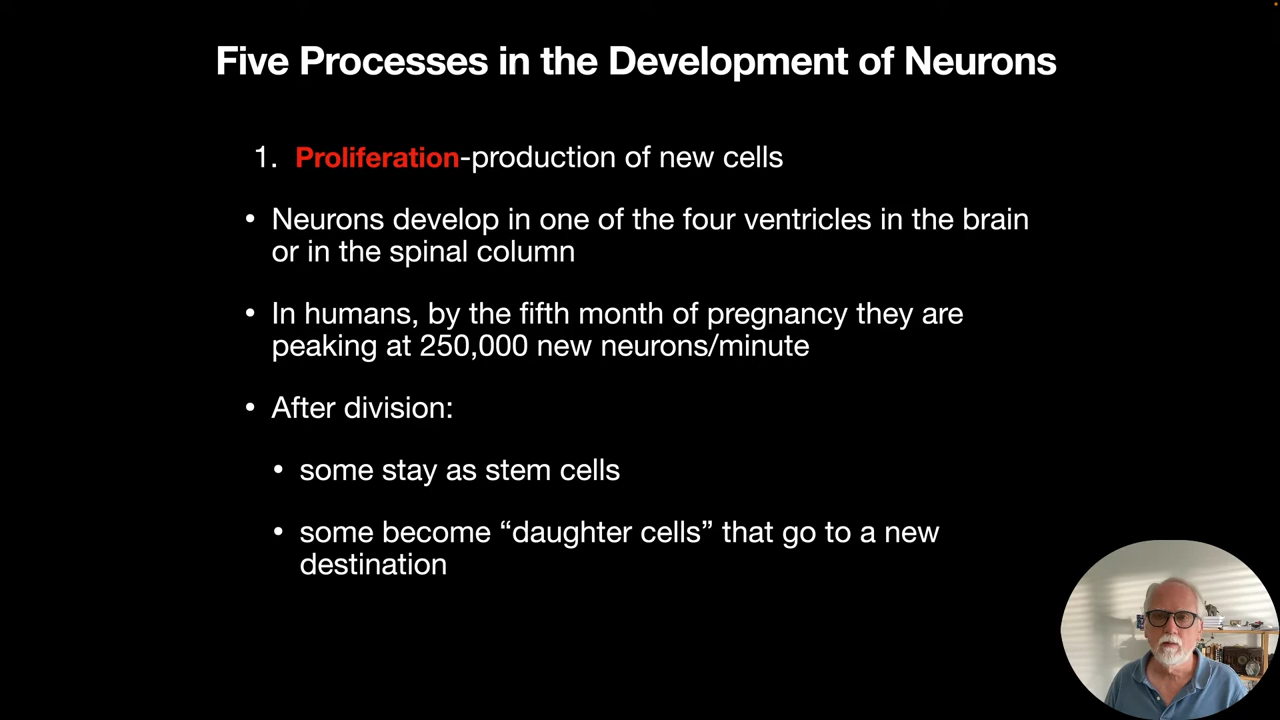 Five Processes in the Development of Neurons
1. Proliferation-production of new cells
• Neurons develop in one of the four ventricles in the brain
or in the spinal column
• In humans, by the fifth month of pregnancy they are
peaking at 250,000 new neurons/minute
• After division:
• some stay as stem cells
• some become “daughter cells” that go to a new
destination